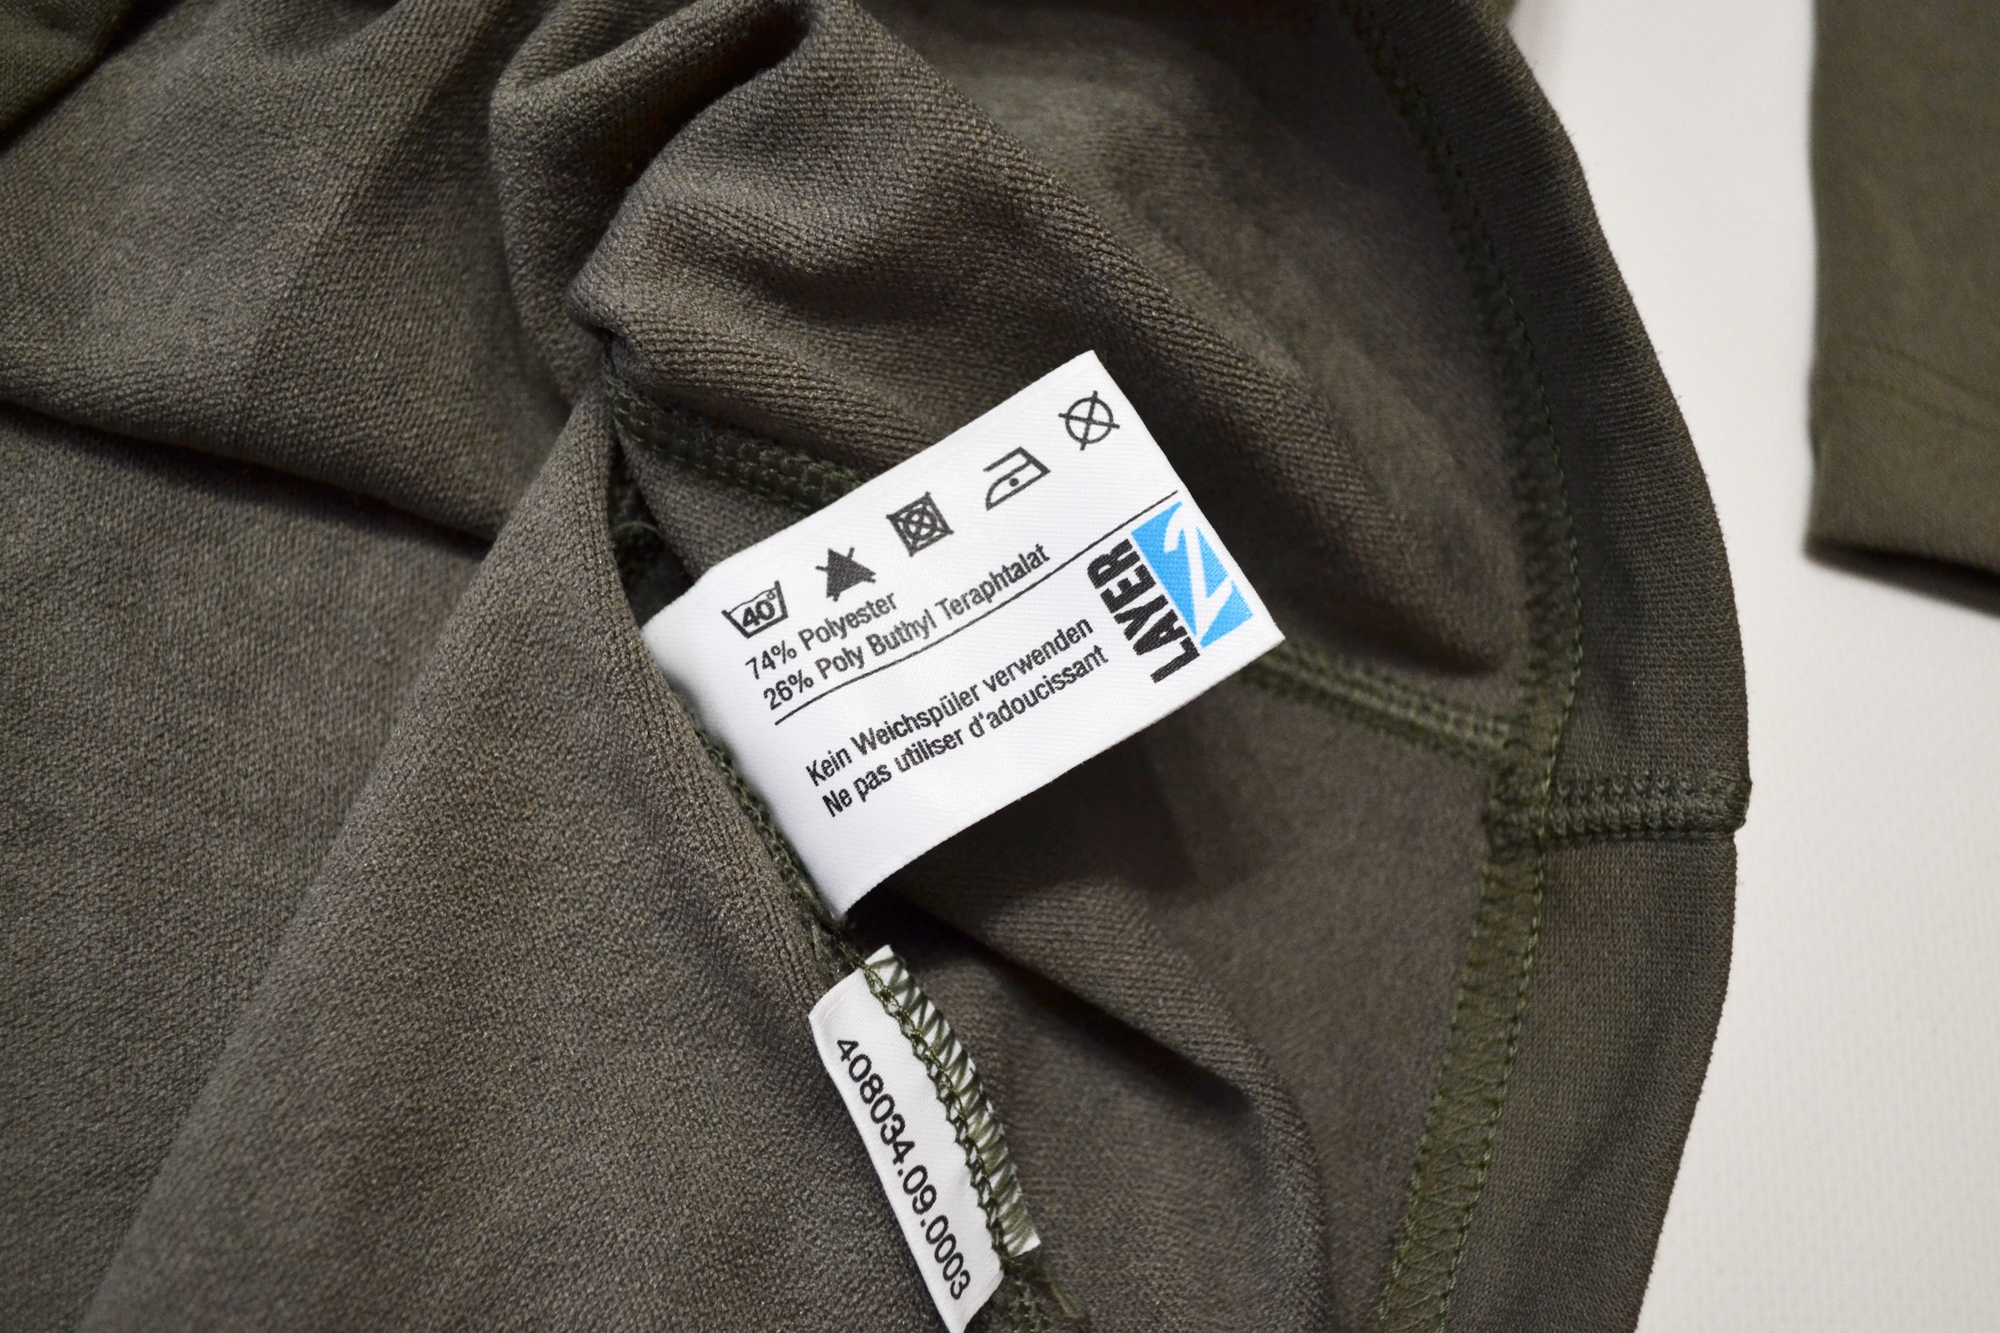 40°
74% Polyester
26% Poly Buthyl Teraphtalat
Kein Weichspüler verwenden
Ne pas utiliser d'adoucissant
LAYER
2
408034.09.0003